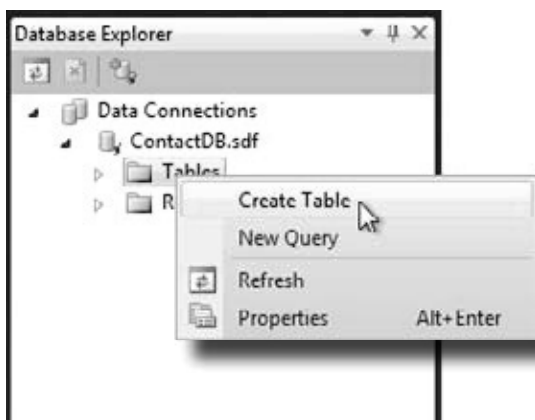 Database Explorer
Data Connections
ContactDB.sdf
Tables
R
Create Table
New Query
Refresh
Properties Alt+Enter